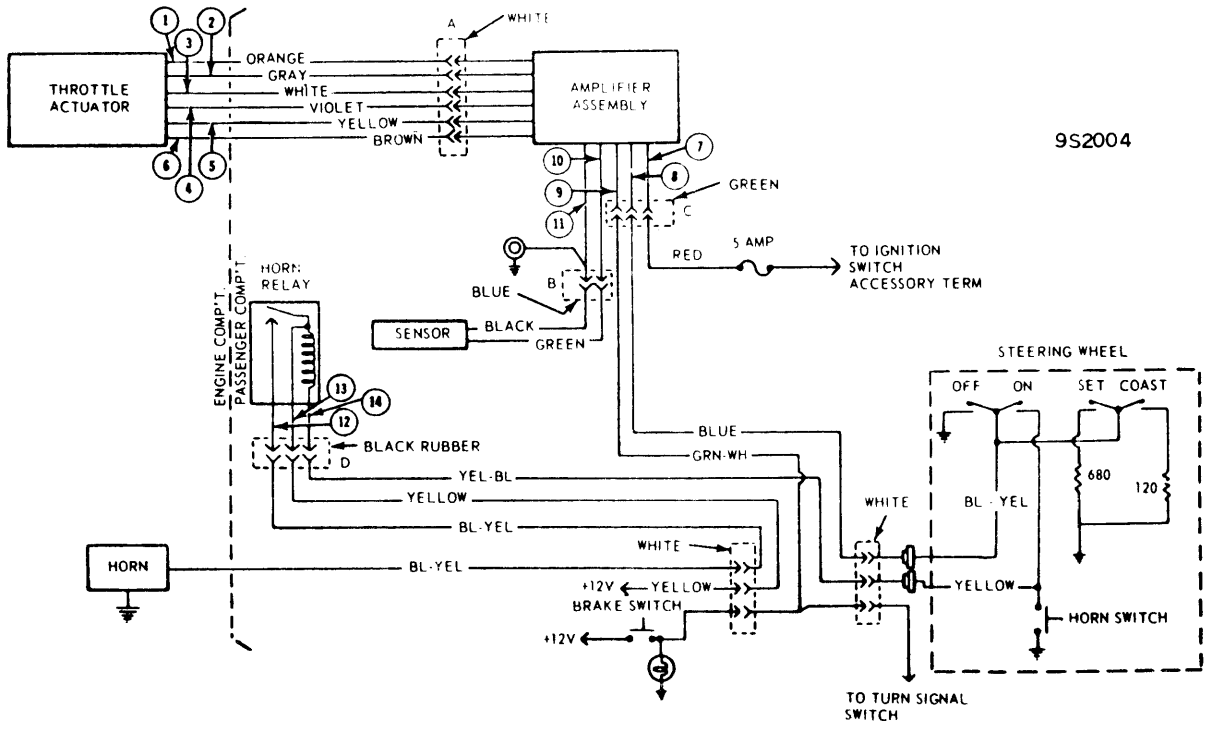 1
2
3
A
WHITE
ORANGE
GRAY
WHITE
VIOLET
YELLOW
BROWN
THROTTLE
ACTUATOR
AMPLIFIER
ASSEMBLY
6
5
4
10
7
9
8
11
GREEN
C
9S2004
RED
5 AMP
TO IGNITION
SWITCH
ACCESSORY TERM
HORN
RELAY
ENGINE COMP'T.
PASSENGER COMP'T.
B
BLUE
SENSOR
BLACK
GREEN
13
14
12
BLACK RUBBER
D
STEERING WHEEL
OFF
ON
SET
COAST
680
120
BL - YEL
BLUE
GRN-WH
YEL-BL
YELLOW
BL-YEL
WHITE
WHITE
HORN
BL-YEL
+12V
YELLOW
BRAKE SWITCH
+12V
YELLOW
HORN SWITCH
TO TURN SIGNAL
SWITCH